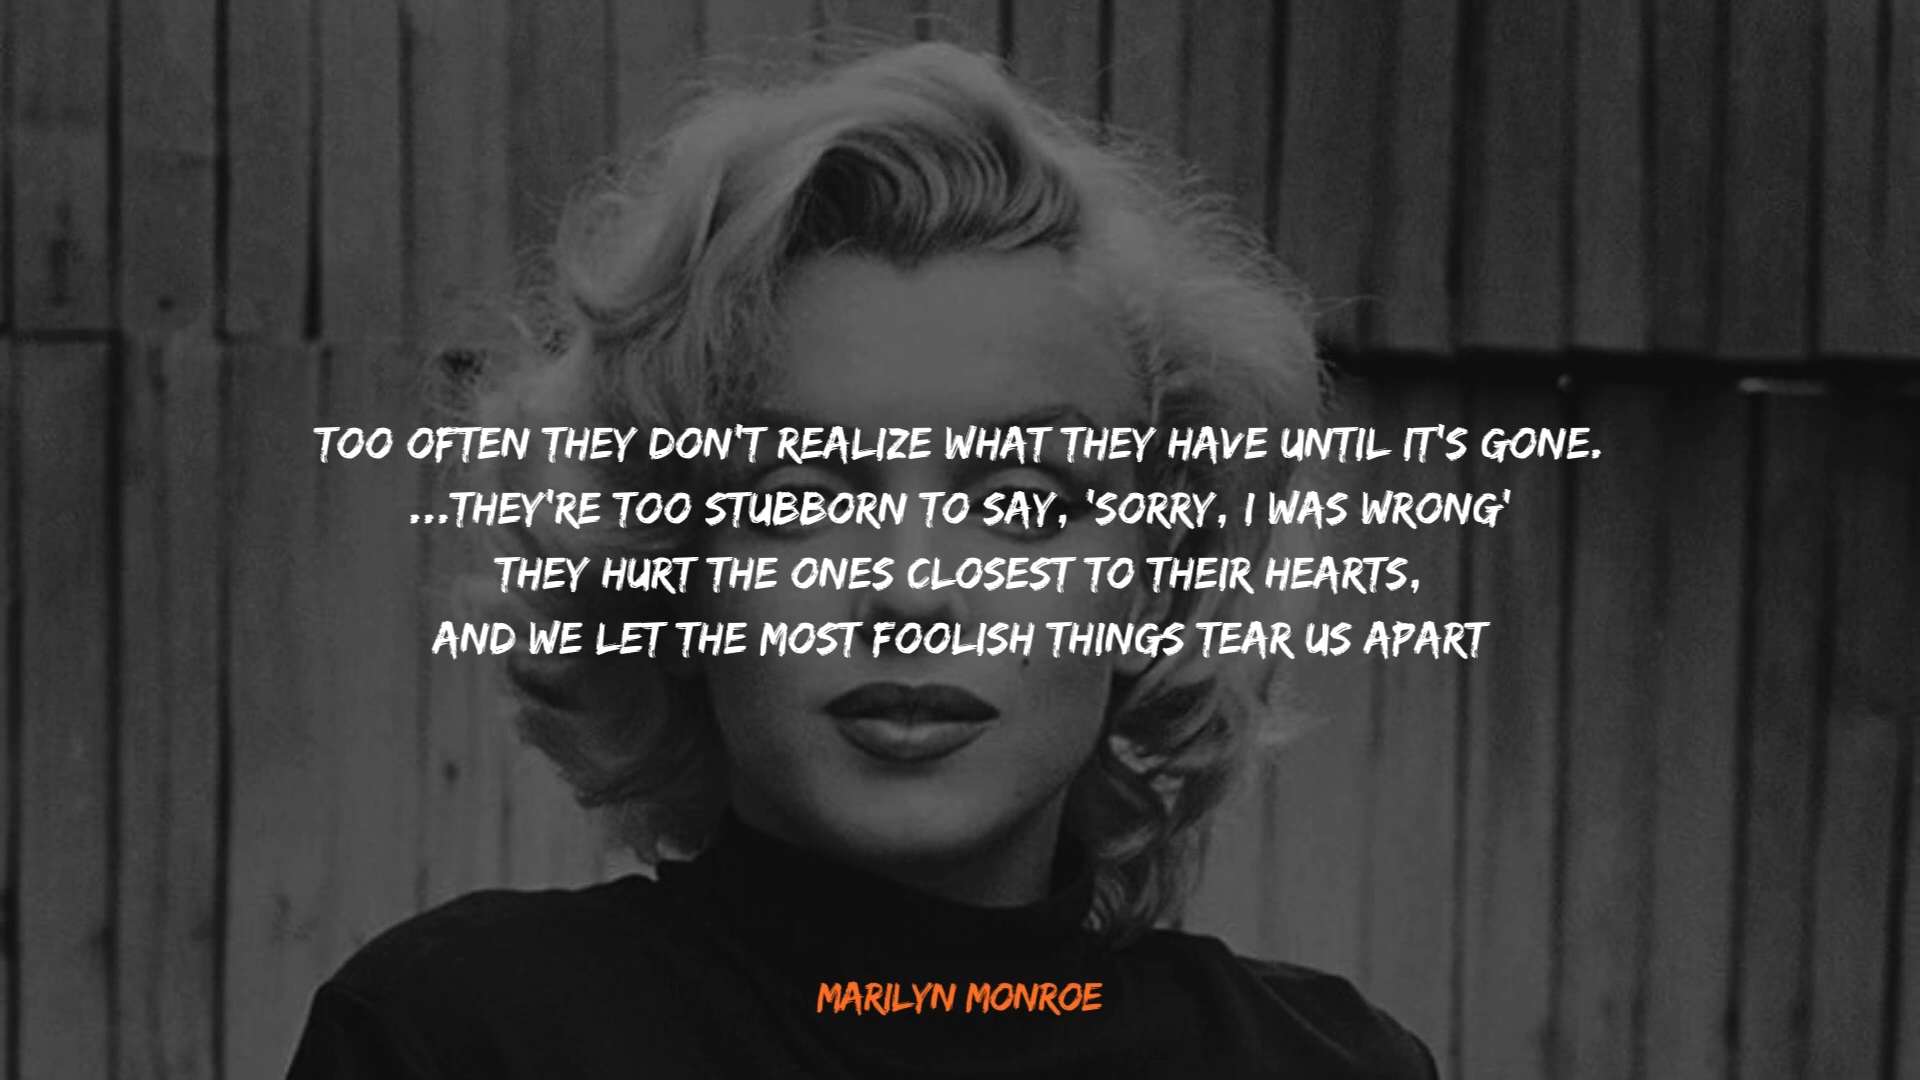 TOO OFTEN THEY DON'T REALIZE WHAT THEY HAVE UNTIL IT'S GONE.
...THEY'RE TOO STUBBORN TO SAY, 'SORRY, I WAS WRONG'
THEY HURT THE ONES CLOSEST TO THEIR HEARTS,
AND WE LET THE MOST FOOLISH THINGS TEAR US APART
MARILYN MONROE